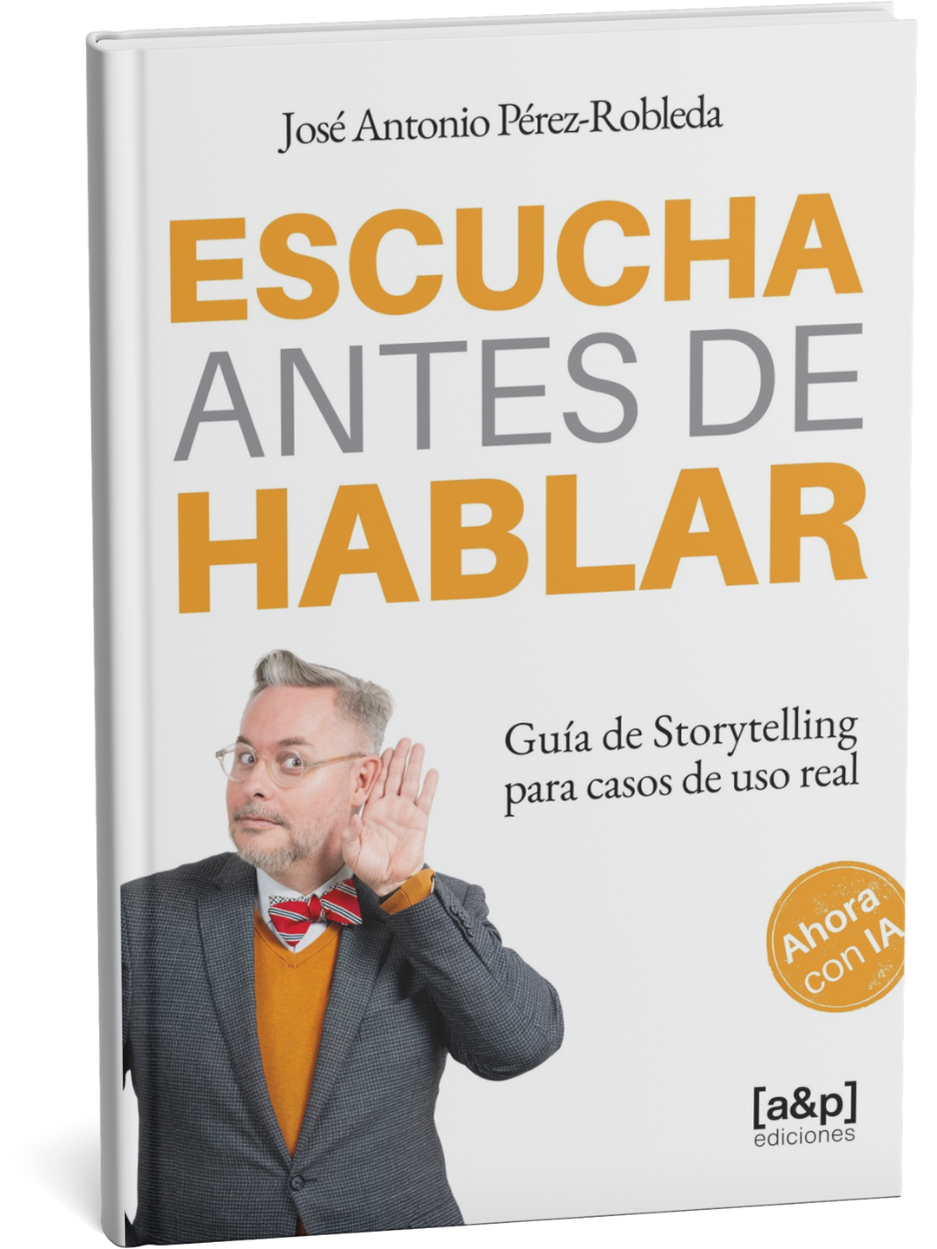 José Antonio Pérez-Robleda
ESCUCHA
ANTES DE
HABLAR
Guía de Storytelling
para casos de uso real
Ahora
con IA
[a&p]
ediciones